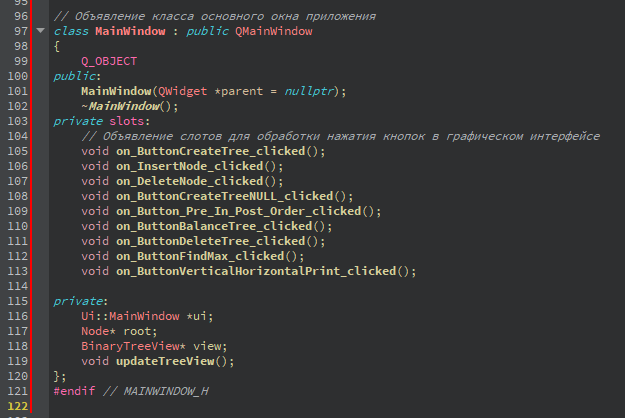 95
96 // Объявление класса основного окна приложения
97 class MainWindow : public QMainWindow
98 {
99 Q_OBJECT
100 public:
101 MainWindow(QWidget *parent = nullptr);
102 ~MainWindow();
103 private slots:
104 // Объявление слотов для обработки нажатия кнопок в графическом интерфейсе
105 void on_ButtonCreateTree_clicked();
106 void on_InsertNode_clicked();
107 void on_DeleteNode_clicked();
108 void on_ButtonCreateTreeNULL_clicked();
109 void on_Button_Pre_In_Post_Order_clicked();
110 void on_ButtonBalanceTree_clicked();
111 void on_ButtonDeleteTree_clicked();
112 void on_ButtonFindMax_clicked();
113 void on_ButtonVerticalHorizontalPrint_clicked();
114
115 private:
116 Ui::MainWindow *ui;
117 Node* root;
118 BinaryTreeView* view;
119 void updateTreeView();
120 };
121 #endif // MAINWINDOW_H
122